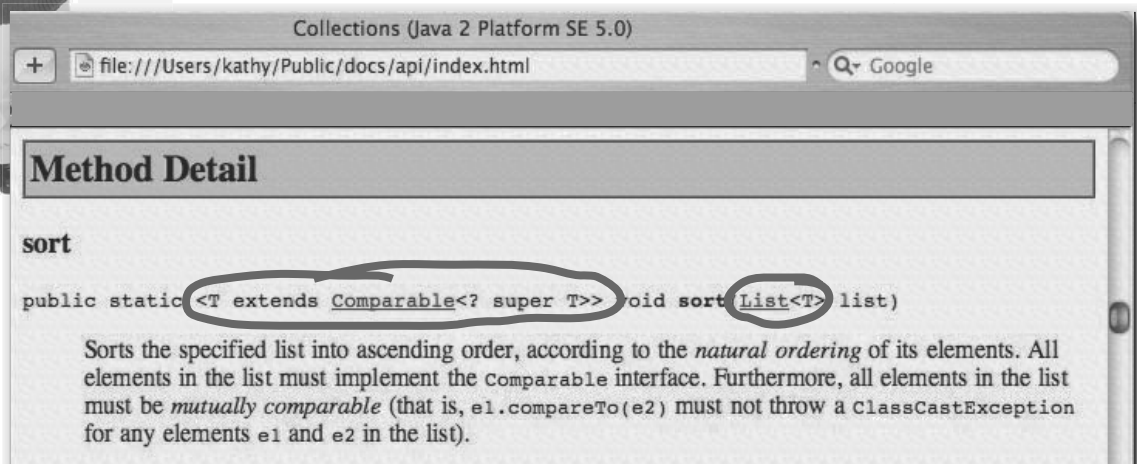 Collections (Java 2 Platform SE 5.0)
+ file:///Users/kathy/Public/docs/api/index.html Q Google
Method Detail
sort
public static <T extends Comparable<? super T>> void sort(List<T> list)
Sorts the specified list into ascending order, according to the natural ordering of its elements. All
elements in the list must implement the Comparable interface. Furthermore, all elements in the list
must be mutually comparable (that is, e1.compareTo(e2) must not throw a ClassCastException
for any elements e1 and e2 in the list).